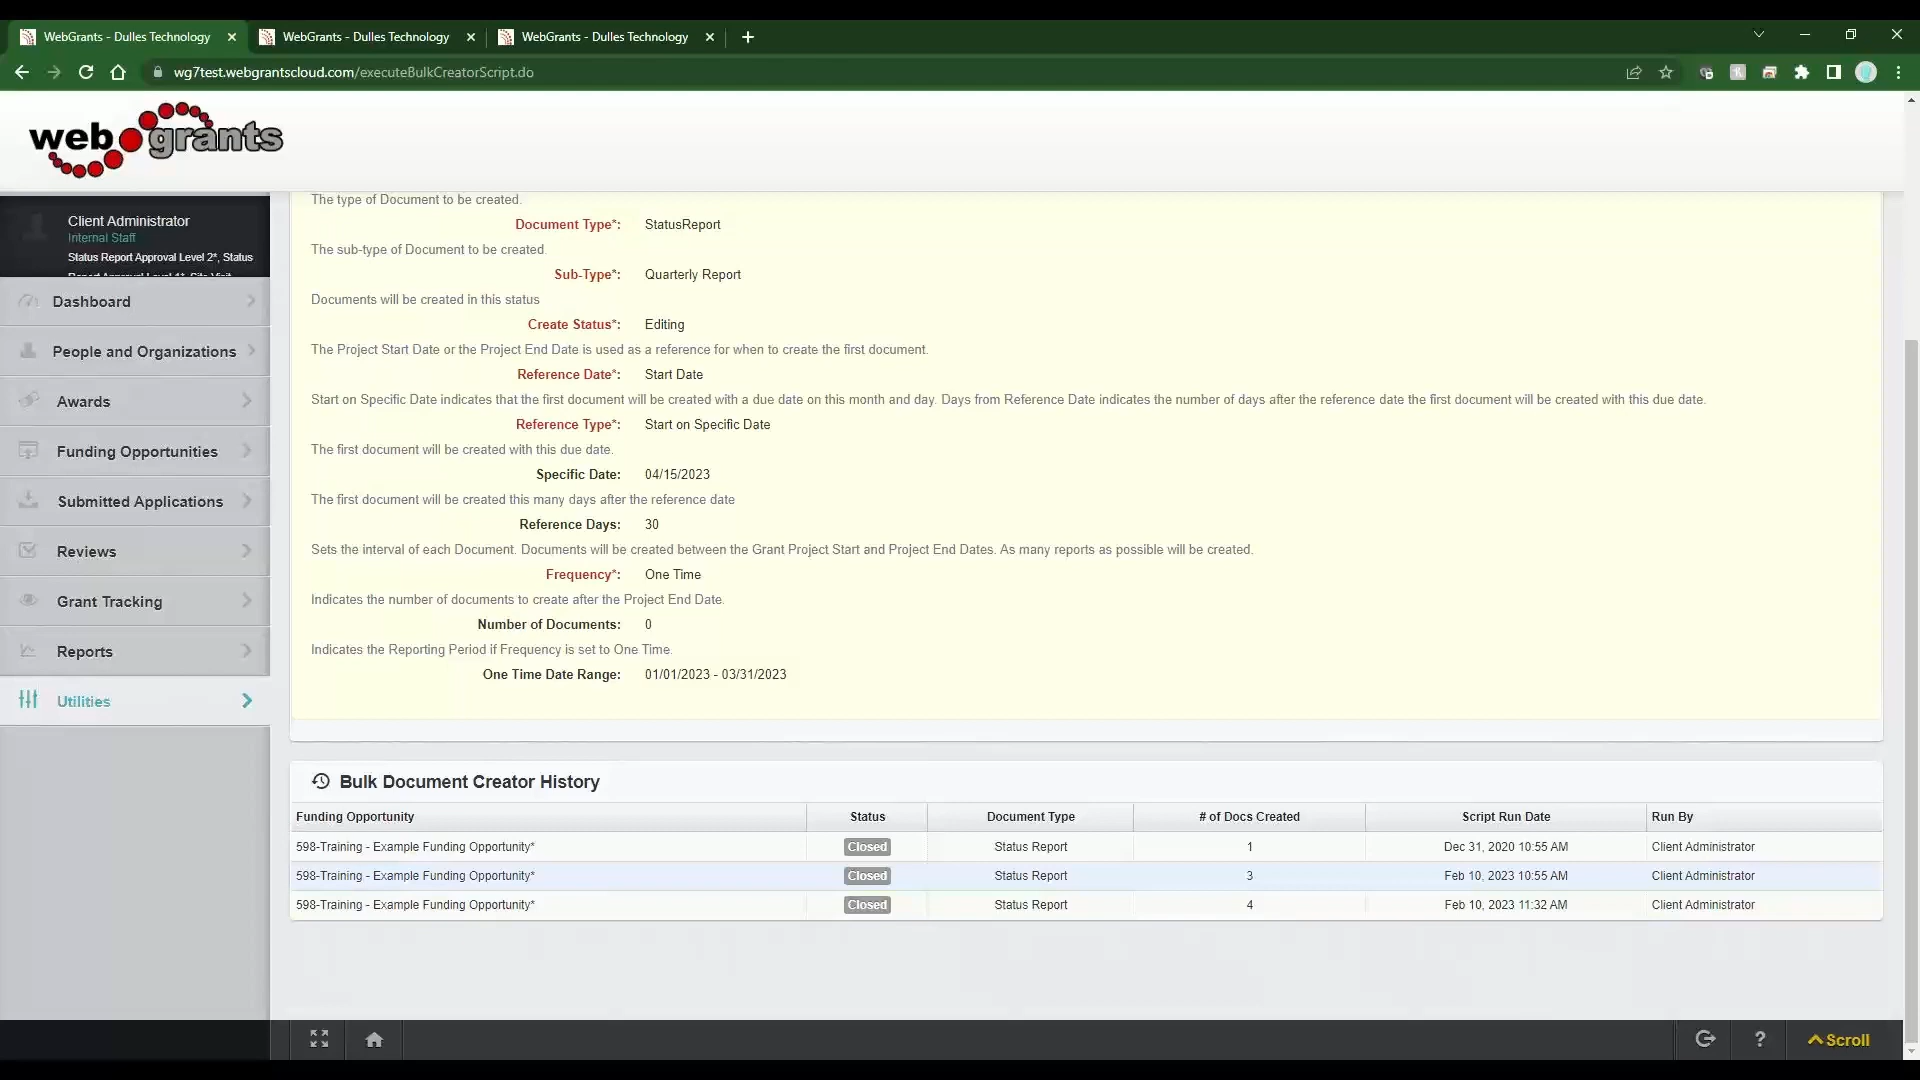 WebGrants - Dulles Technology
WebGrants - Dulles Technology
WebGrants - Dulles Technology
wg7test.webgrantscloud.com/executeBulkCreatorScript.do
web grants
Client Administrator
Internal Staff
Status Report Approval Level 2*, Status
Report Approval Level 1*, Site Visit
Dashboard
People and Organizations
Awards
Funding Opportunities
Submitted Applications
Reviews
Grant Tracking
Reports
Utilities
The type of Document to be created.
Document Type*: StatusReport
The sub-type of Document to be created.
Sub-Type*: Quarterly Report
Documents will be created in this status
Create Status*: Editing
The Project Start Date or the Project End Date is used as a reference for when to create the first document.
Reference Date*: Start Date
Start on Specific Date indicates that the first document will be created with a due date on this month and day. Days from Reference Date indicates the number of days after the reference date the first document will be created with this due date.
Reference Type*: Start on Specific Date
The first document will be created with this due date.
Specific Date: 04/15/2023
The first document will be created this many days after the reference date
Reference Days: 30
Sets the interval of each Document. Documents will be created between the Grant Project Start and Project End Dates. As many reports as possible will be created.
Frequency*: One Time
Indicates the number of documents to create after the Project End Date.
Number of Documents: 0
Indicates the Reporting Period if Frequency is set to One Time.
One Time Date Range: 01/01/2023 - 03/31/2023
Bulk Document Creator History
Funding Opportunity Status Document Type # of Docs Created Script Run Date Run By
598-Training - Example Funding Opportunity* Closed Status Report 1 Dec 31, 2020 10:55 AM Client Administrator
598-Training - Example Funding Opportunity* Closed Status Report 3 Feb 10, 2023 10:55 AM Client Administrator
598-Training - Example Funding Opportunity* Closed Status Report 4 Feb 10, 2023 11:32 AM Client Administrator
? Scroll